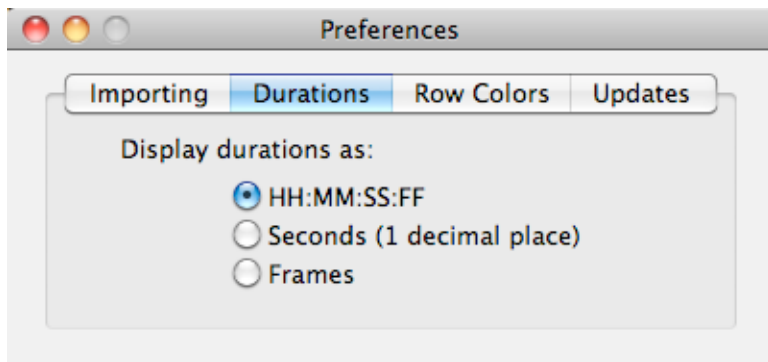 Preferences
Importing Durations Row Colors Updates
Display durations as:
HH:MM:SS:FF
Seconds (1 decimal place)
Frames